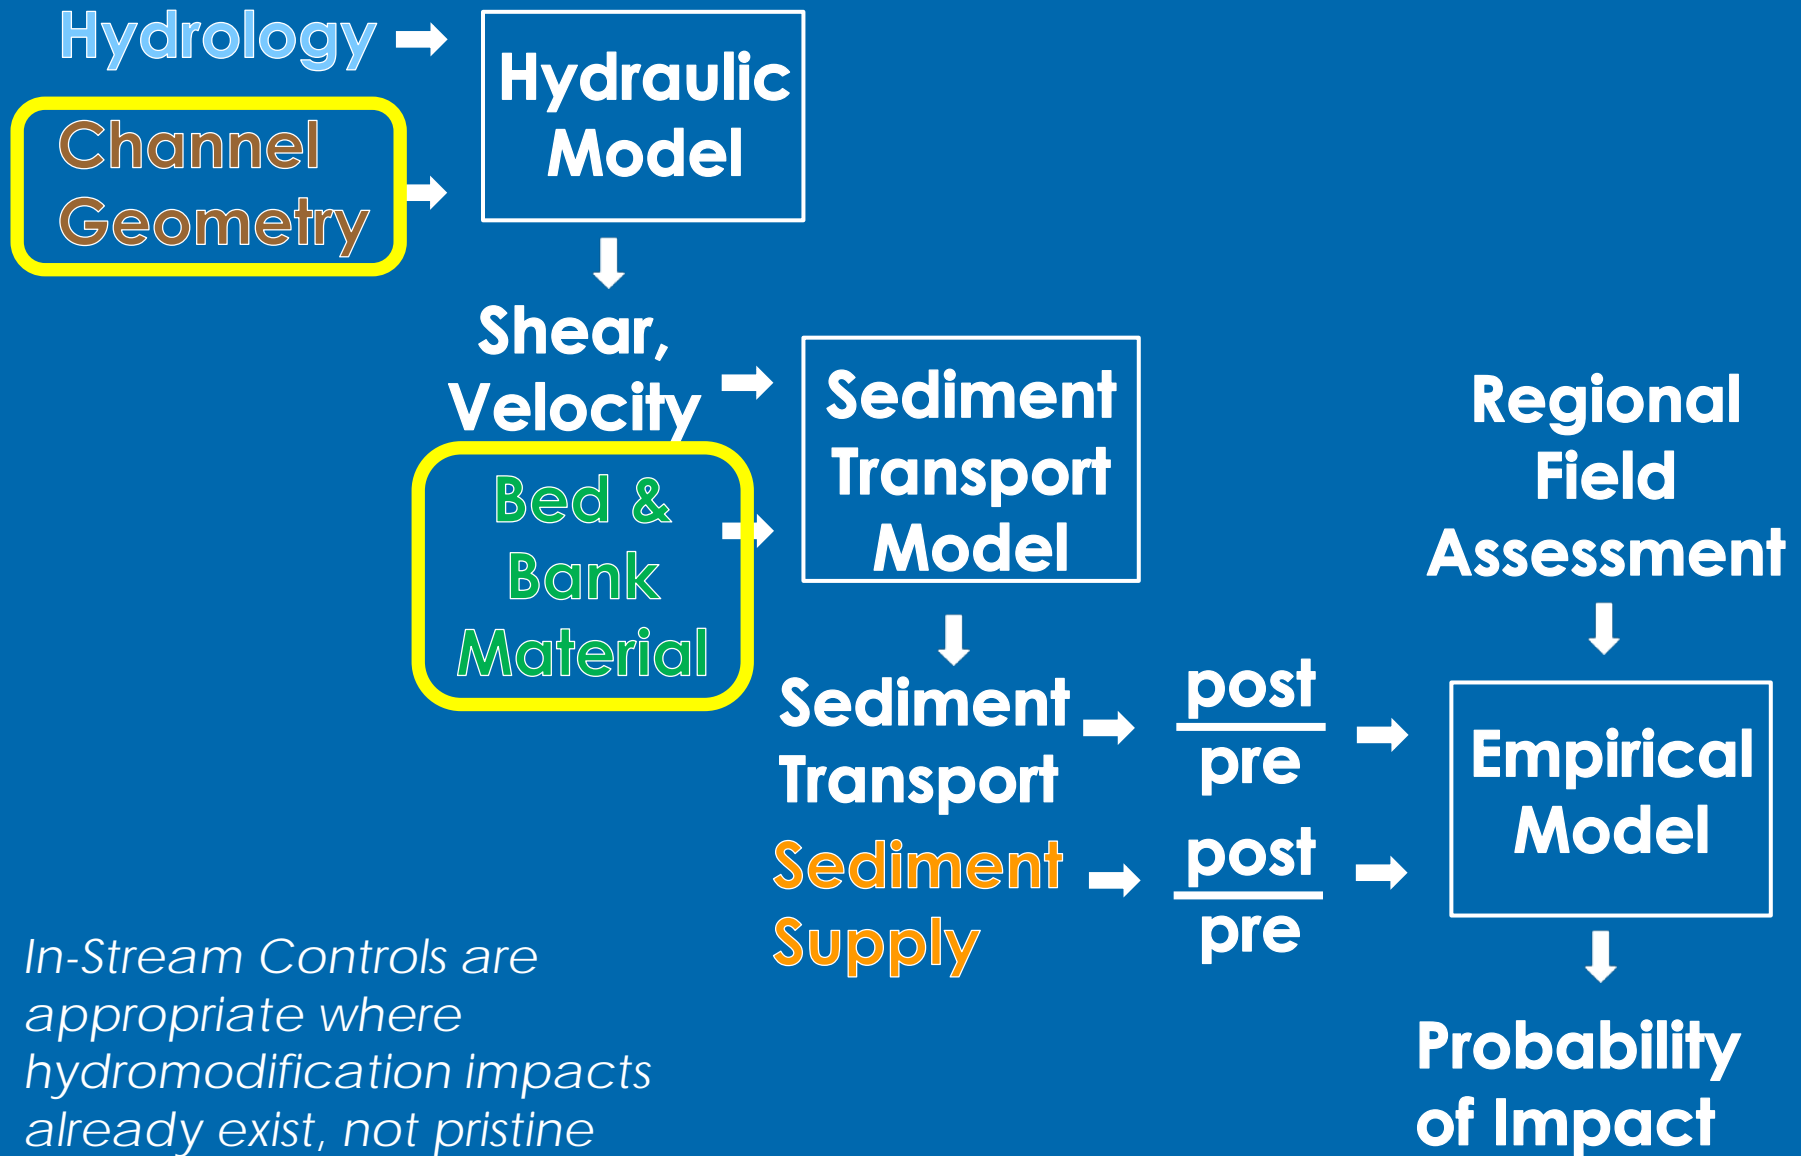 Hydrology
Channel
Geometry
Hydraulic
Model
Shear,
Velocity
Bed &
Bank
Material
Sediment
Transport
Model
Regional
Field
Assessment
Sediment
Transport
post
pre
Sediment
Supply
post
pre
Empirical
Model
Probability
of Impact
In-Stream Controls are
appropriate where
hydromodification impacts
already exist, not pristine